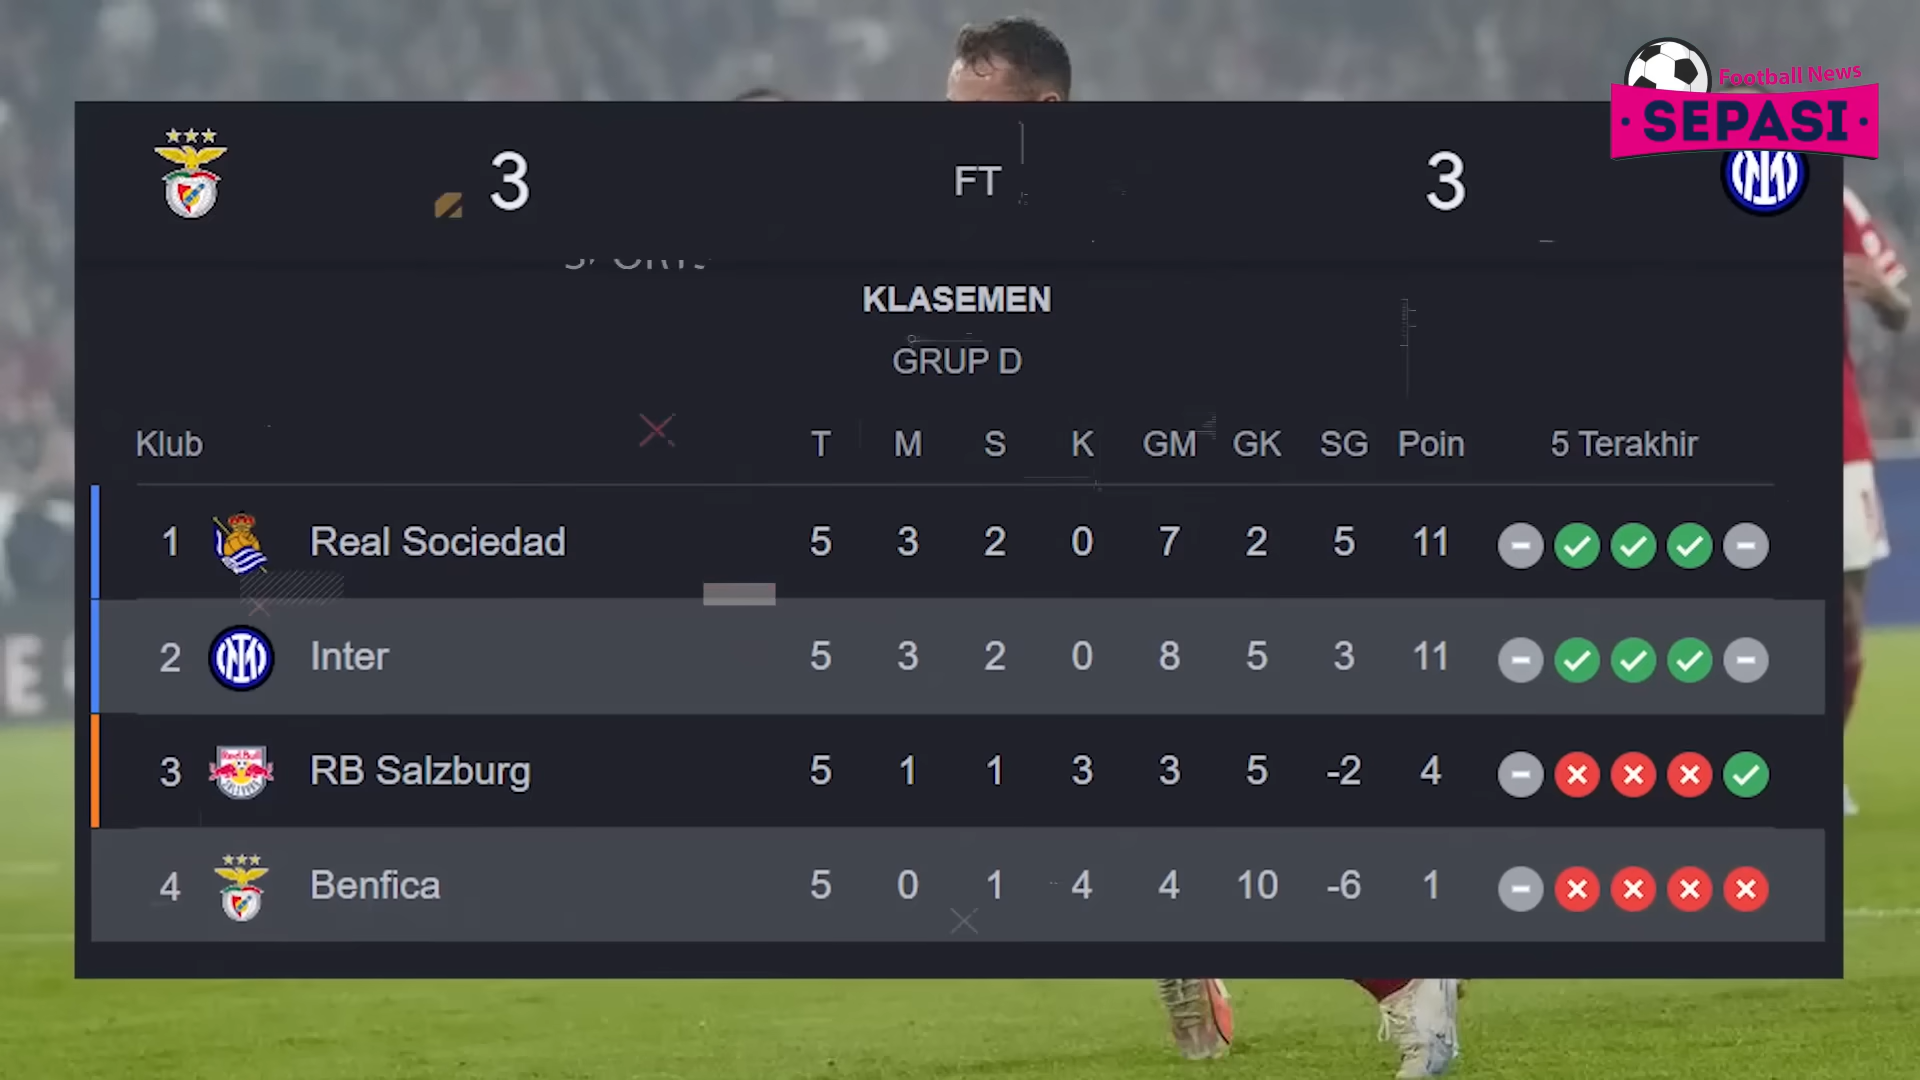 Football News
SEPASI
3 FT 3
KLASEMEN
GRUP D
Klub T M S K GM GK SG Poin 5 Terakhir
1 Real Sociedad 5 3 2 0 7 2 5 11
2 Inter 5 3 2 0 8 5 3 11
3 RB Salzburg 5 1 1 3 3 5 -2 4
4 Benfica 5 0 1 4 4 10 -6 1